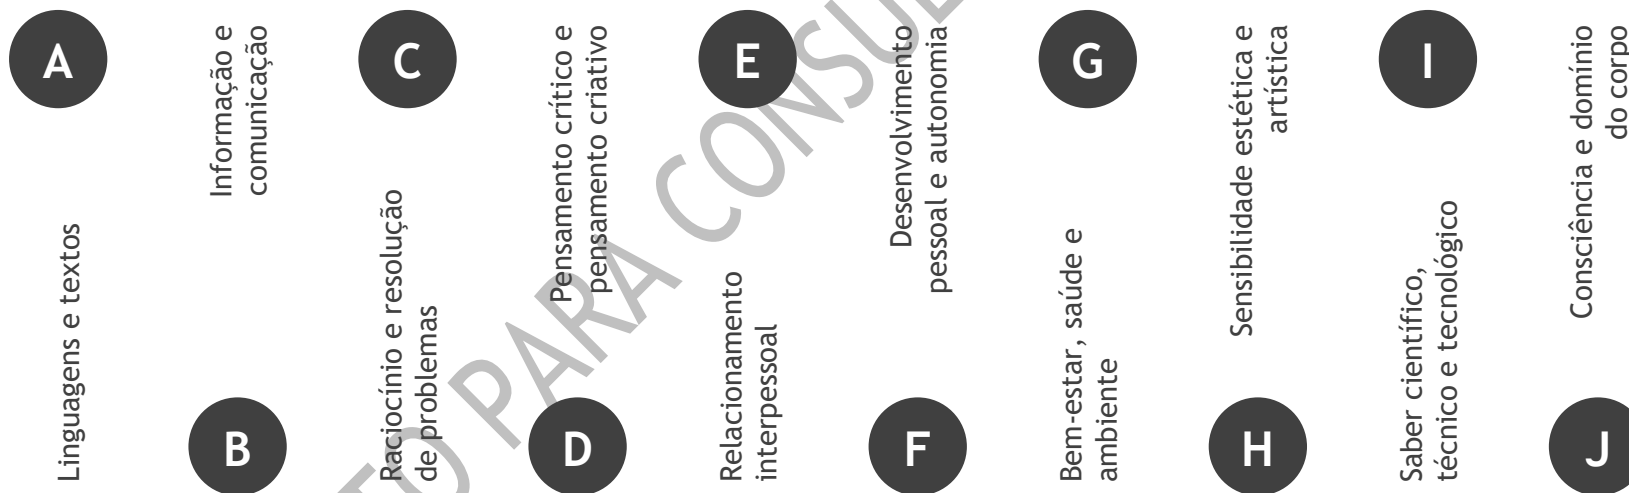 A
Linguagens e textos
B
Informação e
comunicação
C
Raciocínio e resolução
de problemas
D
Pensamento crítico e
pensamento criativo
E
Relacionamento
interpessoal
F
Desenvolvimento
pessoal e autonomia
G
Bem-estar, saúde e
ambiente
H
Sensibilidade estética e
artística
I
Saber científico,
técnico e tecnológico
J
Consciência e domínio
do corpo
PARA